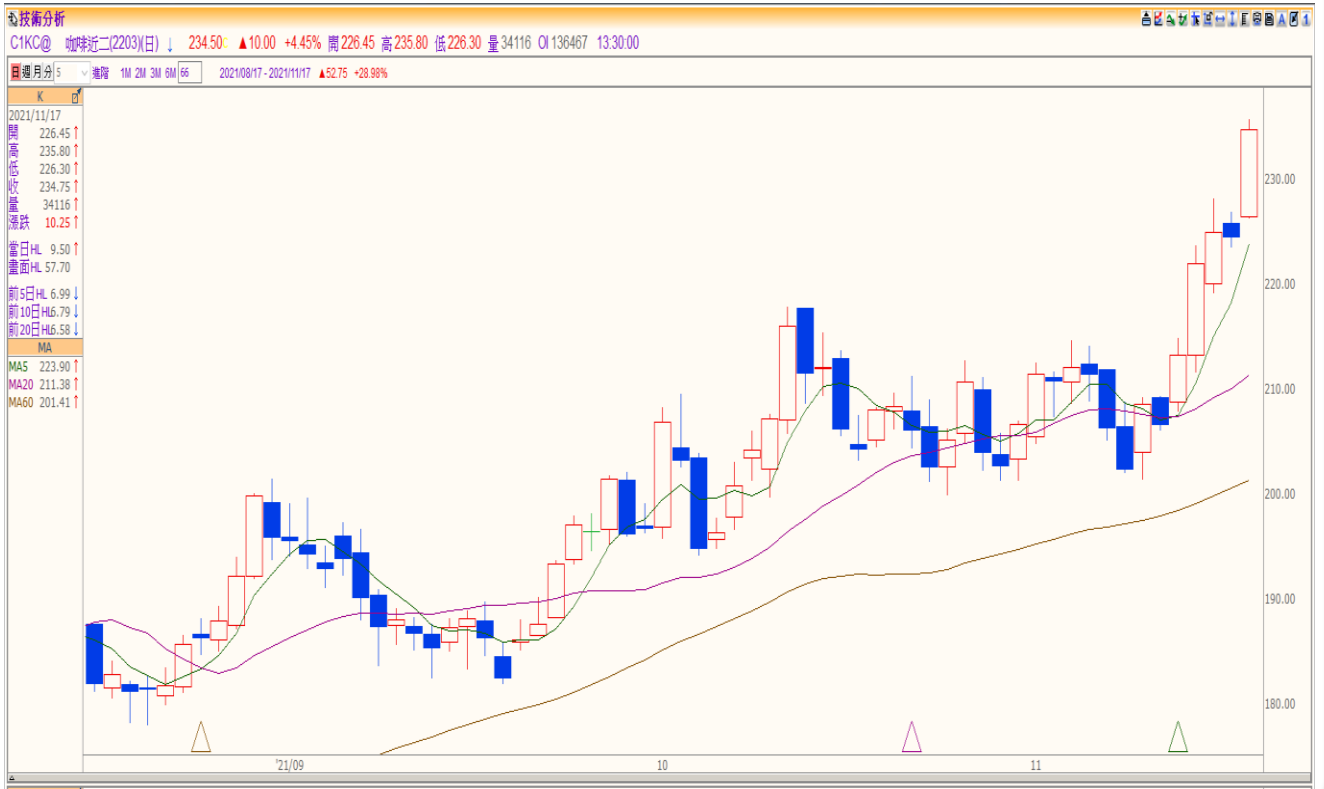 技術分析
C1KC@ 咖啡近二(2203)(日) ↓ 234.50 ▲10.00 +4.45% 開 226.45 高 235.80 低 226.30 量 34116 OI 136467 13:30:00
日 週 月 分 5 進階 1M 2M 3M 6M 66 2021/08/17 - 2021/11/17 ▲52.75 +28.98%
K
2021/11/17
開 226.45↑
高 235.80↑
低 226.30↑
收 234.75↑
量 34116↑
漲跌 10.25↑
當日HL 9.50↑
畫面HL 57.70
前5日HL 6.99↓
前10日HL6.79↓
前20日HL6.58↓
MA
MA5 223.90↑
MA20 211.38↑
MA60 201.41↑
230.00
220.00
210.00
200.00
190.00
180.00
'21/09 10 11